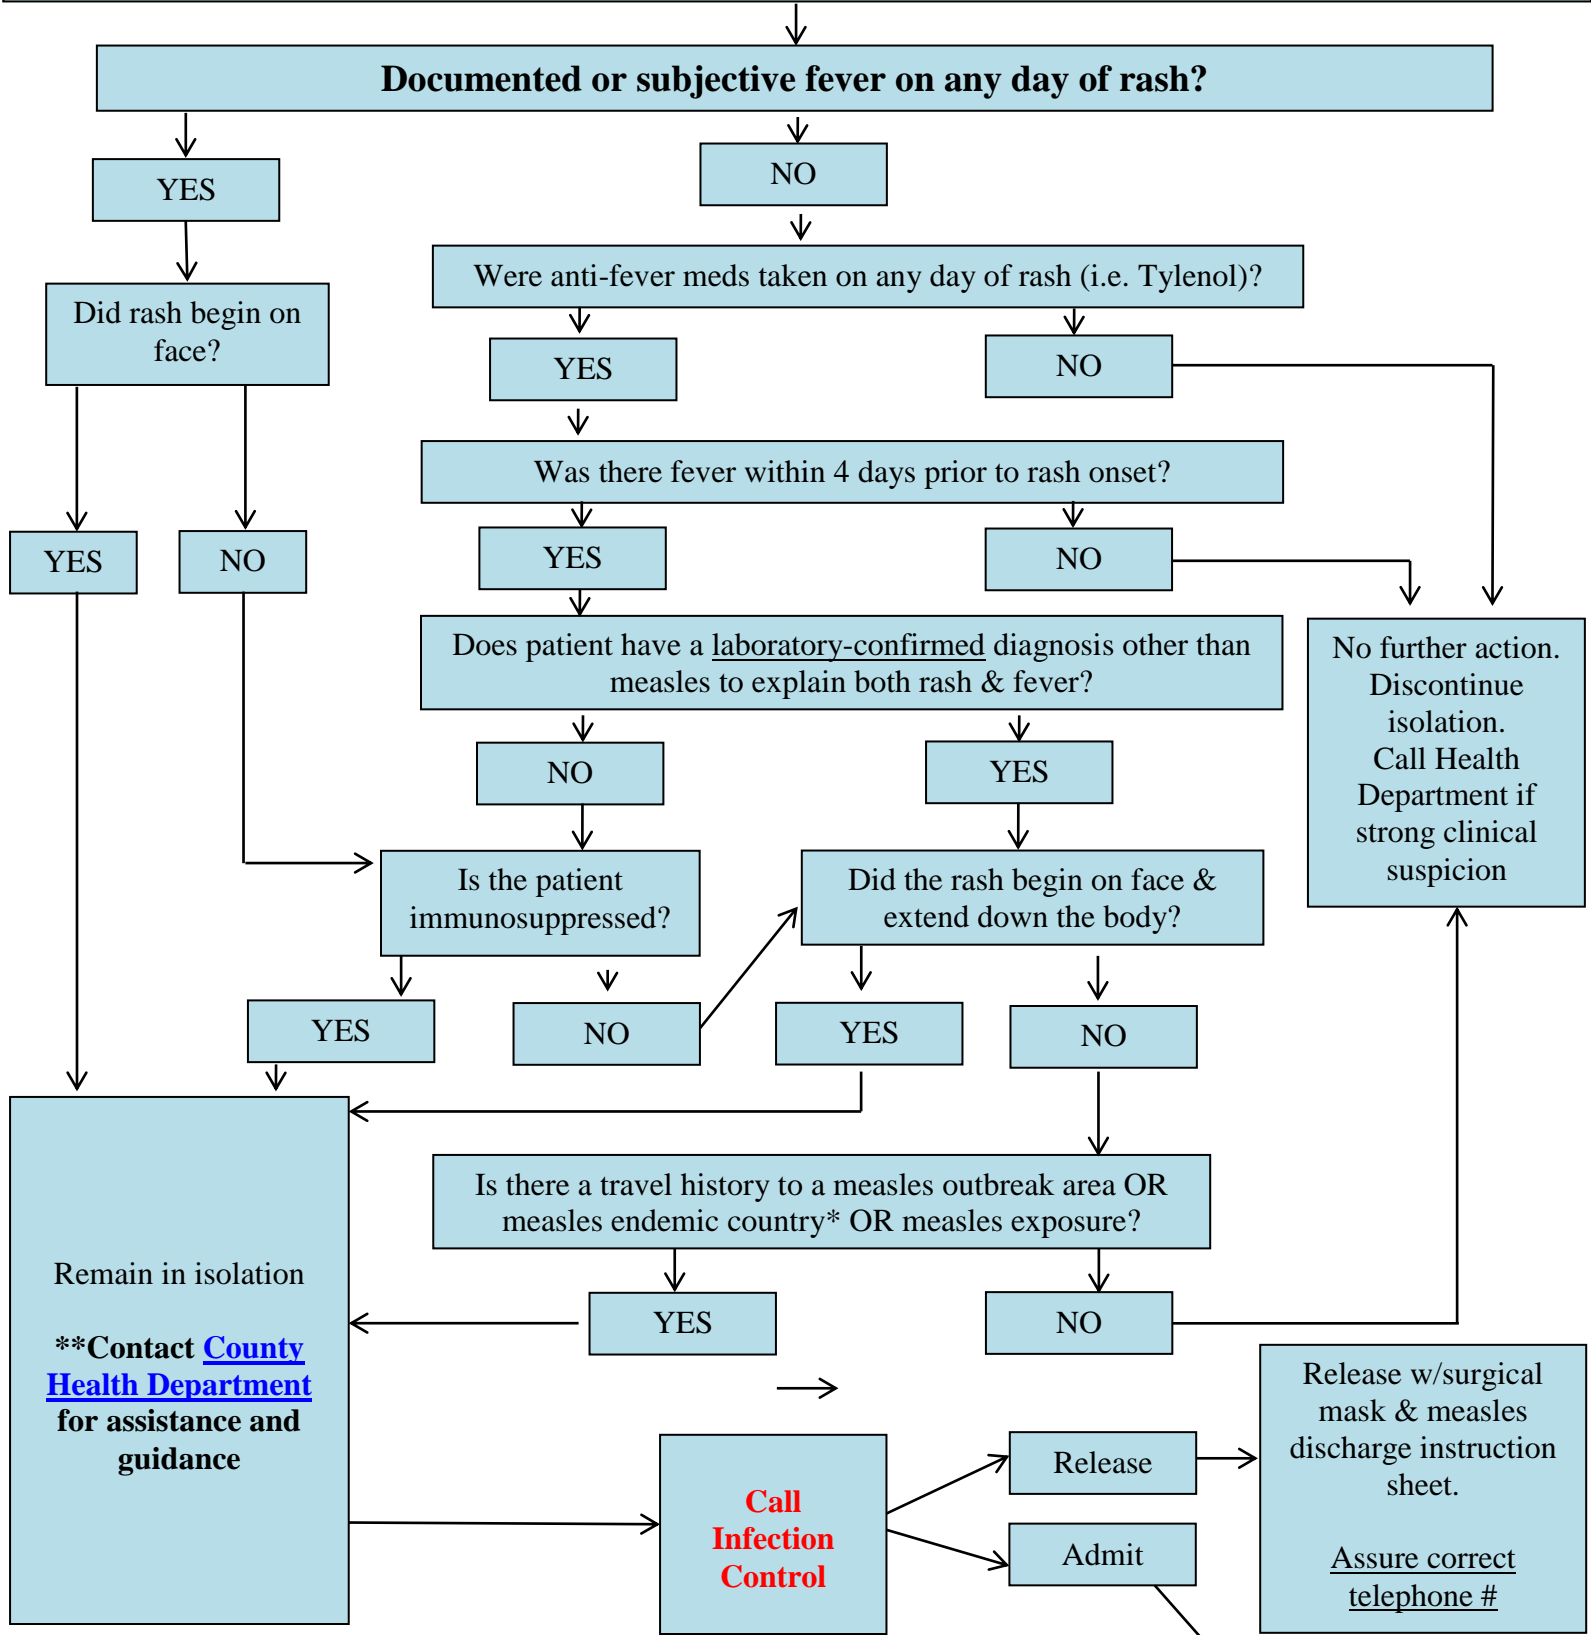 Documented or subjective fever on any day of rash?
YES
NO
Were anti-fever meds taken on any day of rash (i.e. Tylenol)?
Did rash begin on
face?
YES
NO
Was there fever within 4 days prior to rash onset?
YES
NO
YES
NO
Does patient have a laboratory-confirmed diagnosis other than
measles to explain both rash & fever?
No further action.
Discontinue
isolation.
Call Health
Department if
strong clinical
suspicion
NO
YES
Is the patient
immunosuppressed?
Did the rash begin on face &
extend down the body?
YES
NO
YES
NO
Is there a travel history to a measles outbreak area OR
measles endemic country* OR measles exposure?
YES
NO
Remain in isolation
**Contact County
Health Department
for assistance and
guidance
Call
Infection
Control
Release
Admit
Release w/surgical
mask & measles
discharge instruction
sheet.
Assure correct
telephone #